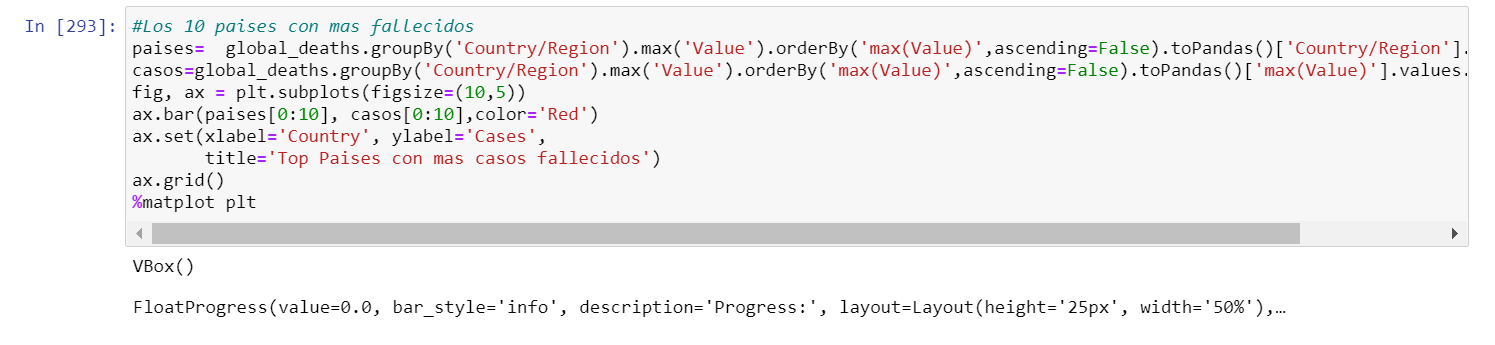 In [293]: #Los 10 paises con mas fallecidos
paises=  global_deaths.groupBy('Country/Region').max('Value').orderBy('max(Value)',ascending=False).toPandas()['Country/Region'].
casos=global_deaths.groupBy('Country/Region').max('Value').orderBy('max(Value)',ascending=False).toPandas()['max(Value)'].values.
fig, ax = plt.subplots(figsize=(10,5))
ax.bar(paises[0:10], casos[0:10],color='Red')
ax.set(xlabel='Country', ylabel='Cases',
       title='Top Paises con mas casos fallecidos')
ax.grid()
%matplot plt
VBox()
FloatProgress(value=0.0, bar_style='info', description='Progress:', layout=Layout(height='25px', width='50%'),…